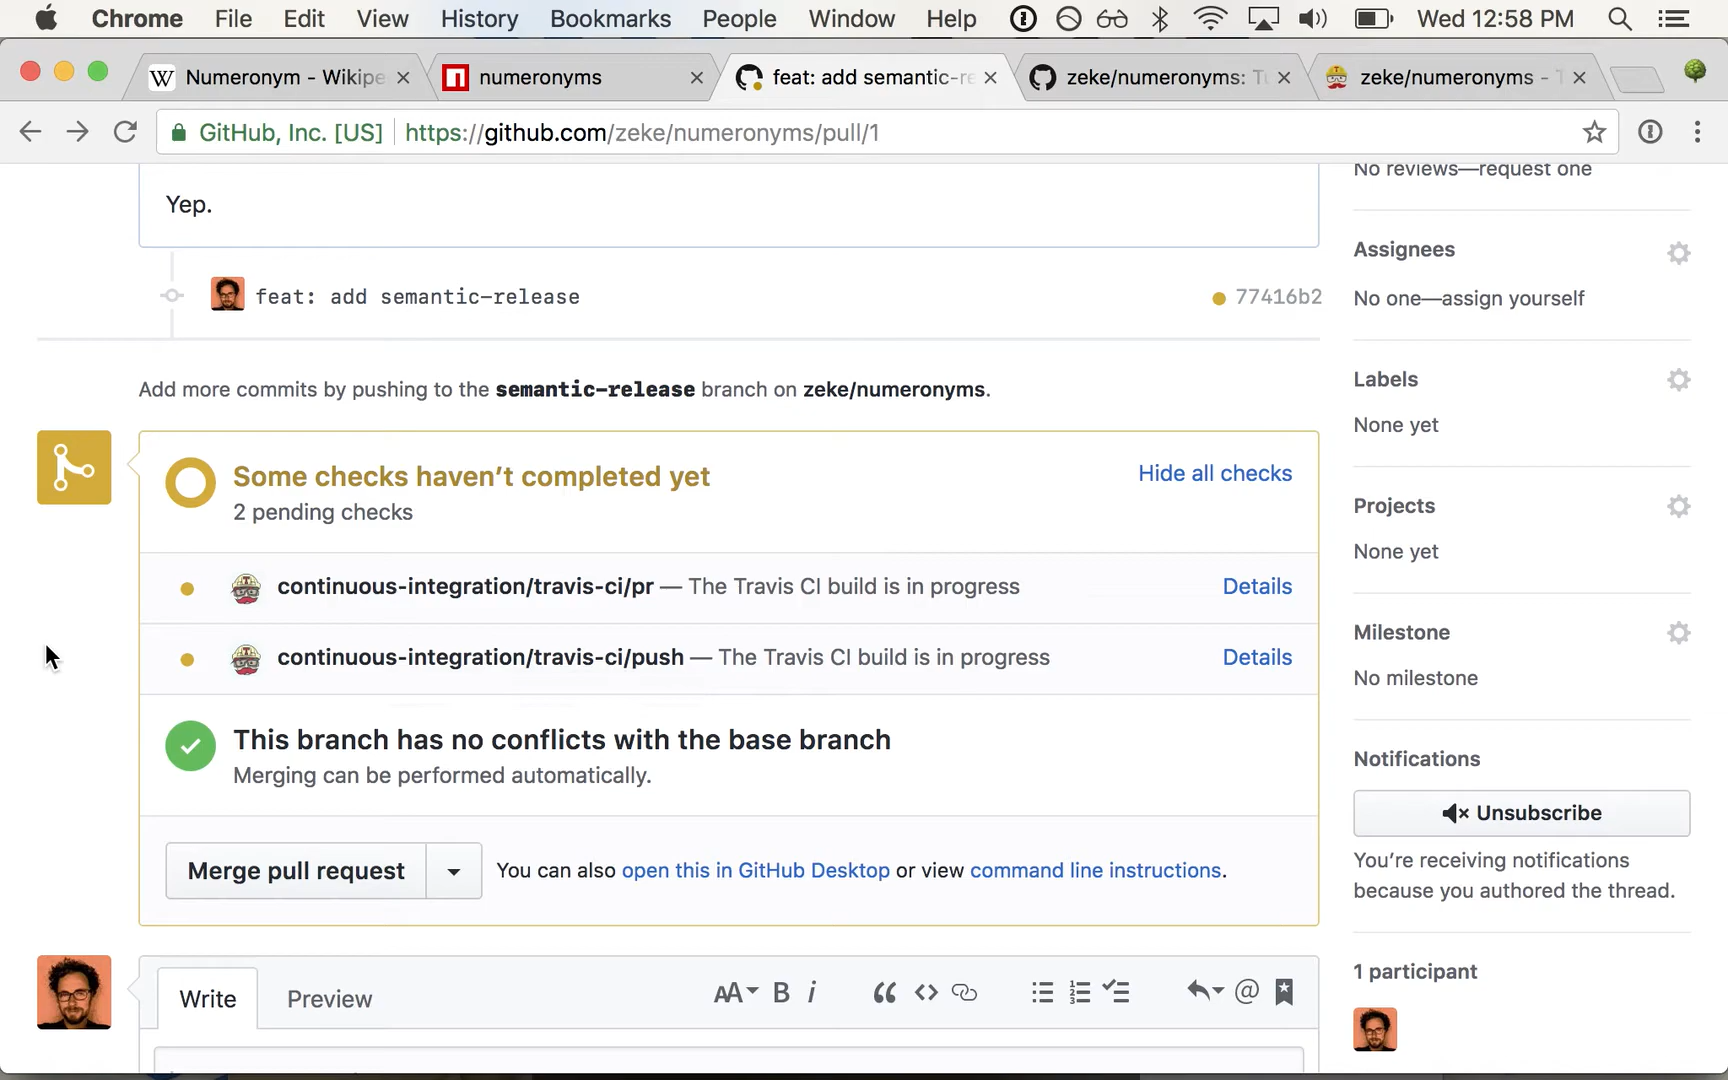 Chrome File Edit View History Bookmarks People Window Help Wed 12:58 PM
Numeronym - Wikipe
numeronyms
feat: add semantic-re
zeke/numeronyms: Tu
zeke/numeronyms - T
GitHub, Inc. [US] https://github.com/zeke/numeronyms/pull/1
Yep.
feat: add semantic-release 77416b2
Add more commits by pushing to the semantic-release branch on zeke/numeronyms.
Some checks haven’t completed yet
Hide all checks
2 pending checks
continuous-integration/travis-ci/pr — The Travis CI build is in progress Details
continuous-integration/travis-ci/push — The Travis CI build is in progress Details
This branch has no conflicts with the base branch
Merging can be performed automatically.
Merge pull request
You can also open this in GitHub Desktop or view command line instructions.
Write Preview AA B i
No reviews—request one
Assignees
No one—assign yourself
Labels
None yet
Projects
None yet
Milestone
No milestone
Notifications
Unsubscribe
You’re receiving notifications
because you authored the thread.
1 participant